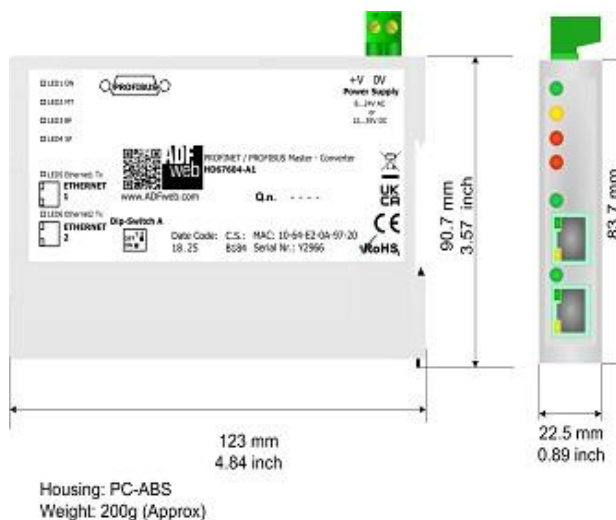 LED1 ON
LED2 MT
LED3 BF
LED4 SF
PROFIBUS
+V 0V
Power Supply
8...24V AC
or
12...35V DC
ADF
web
PROFINET / PROFIBUS Master - Converter
HD67604-A1
www.ADFweb.com
Q.n. - - - -
LED5 Ethernet1 Tx
ETHERNET
1
LED6 Ethernet2 Tx
ETHERNET
2
Dip-Switch A
Date Code: C.S.: MAC: 10-64-E2-0A-97-20
18.25 B184 Serial Nr.: Y2966
UK
CA
CE
RoHS
90.7 mm
3.57 inch
83.7 mm
123 mm
4.84 inch
22.5 mm
0.89 inch
Housing: PC-ABS
Weight: 200g (Approx)